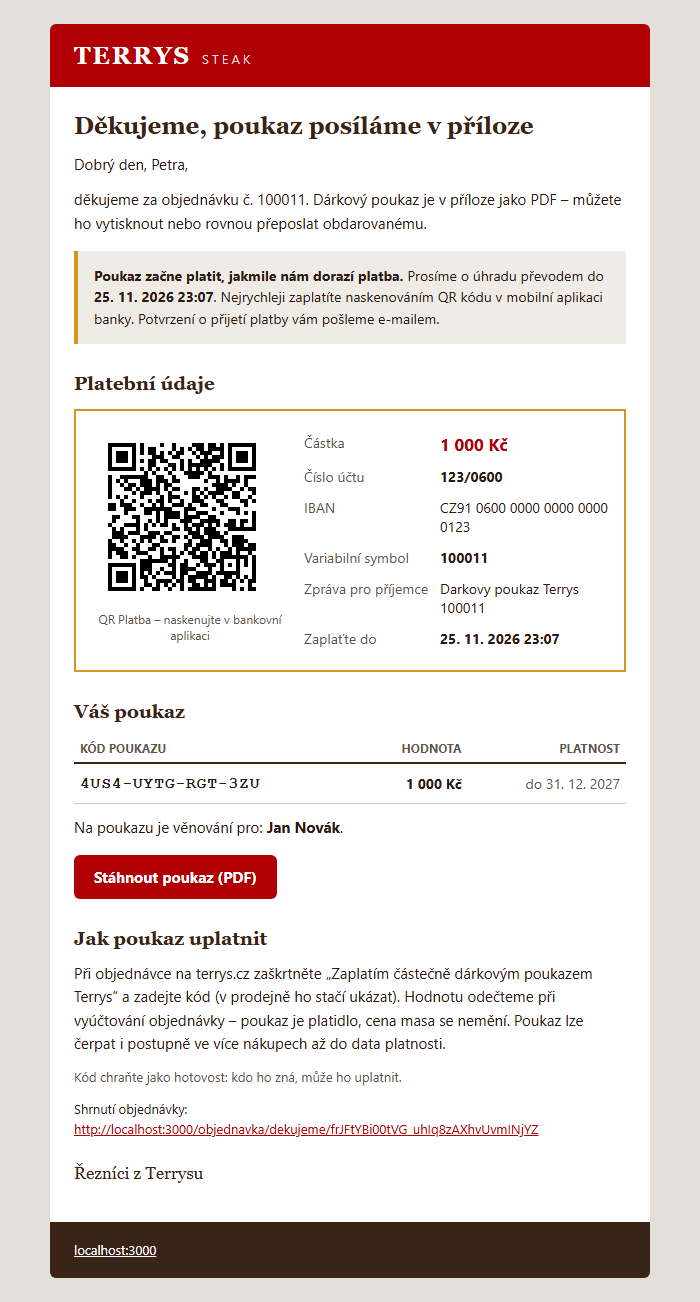 TERRYS STEAK
Děkujeme, poukaz posíláme v příloze
Dobrý den, Petra,
děkujeme za objednávku č. 100011. Dárkový poukaz je v příloze jako PDF – můžete
ho vytisknout nebo rovnou přeposlat obdarovanému.
Poukaz začne platit, jakmile nám dorazí platba. Prosíme o úhradu převodem do
25. 11. 2026 23:07. Nejrychleji zaplatíte naskenováním QR kódu v mobilní aplikaci
banky. Potvrzení o přijetí platby vám pošleme e-mailem.
Platební údaje
Částka 1 000 Kč
Číslo účtu 123/0600
IBAN CZ91 0600 0000 0000 0000
0123
Variabilní symbol 100011
Zpráva pro příjemce Darkovy poukaz Terrys
100011
Zaplaťte do 25. 11. 2026 23:07
QR Platba – naskenujte v bankovní
aplikaci
Váš poukaz
KÓD POUKAZU HODNOTA PLATNOST
4US4-UYTG-RGT-3ZU 1 000 Kč do 31. 12. 2027
Na poukazu je věnování pro: Jan Novák.
Stáhnout poukaz (PDF)
Jak poukaz uplatnit
Při objednávce na terrys.cz zaškrtněte „Zaplatím částečně dárkovým poukazem
Terrys“ a zadejte kód (v prodejně ho stačí ukázat). Hodnotu odečteme při
vyúčtování objednávky – poukaz je platidlo, cena masa se nemění. Poukaz lze
čerpat i postupně ve více nákupech až do data platnosti.
Kód chraňte jako hotovost: kdo ho zná, může ho uplatnit.
Shrnutí objednávky:
http://localhost:3000/objednavka/dekujeme/frJFtYBi00tVG_uhIq8zAXhvUvmINjYZ
Řezníci z Terrysu
localhost:3000